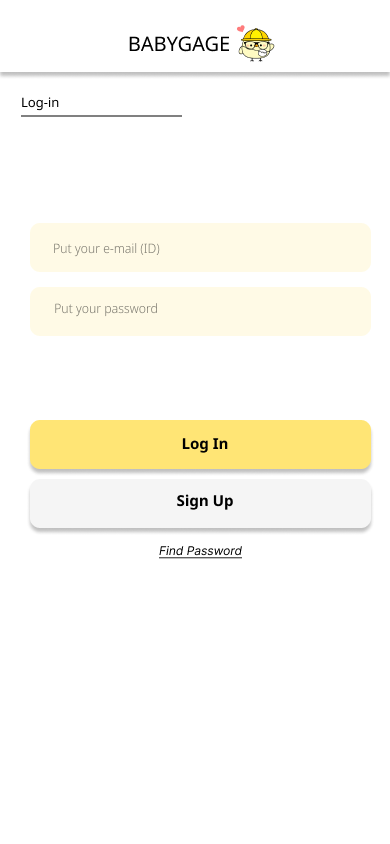 BABYGAGE
Log-in
Put your e-mail (ID)
Put your password
Log In
Sign Up
Find Password